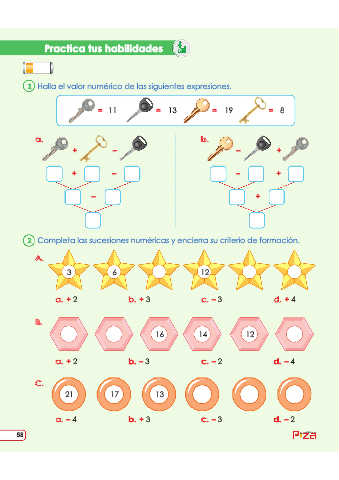 Practica tus habilidades
1 Halla el valor numérico de las siguientes expresiones.
= 11 = 13 = 19 = 8
a. + - b. - +
+ - - +
- +
2 Completa las sucesiones numéricas y encierra su criterio de formación.
A.
3 6 12
a. + 2 b. + 3 c. - 3 d. + 4
B.
16 14 12
a. + 2 b. - 3 c. - 2 d. - 4
C.
21 17 13
a. - 4 b. + 3 c. - 3 d. - 2
58